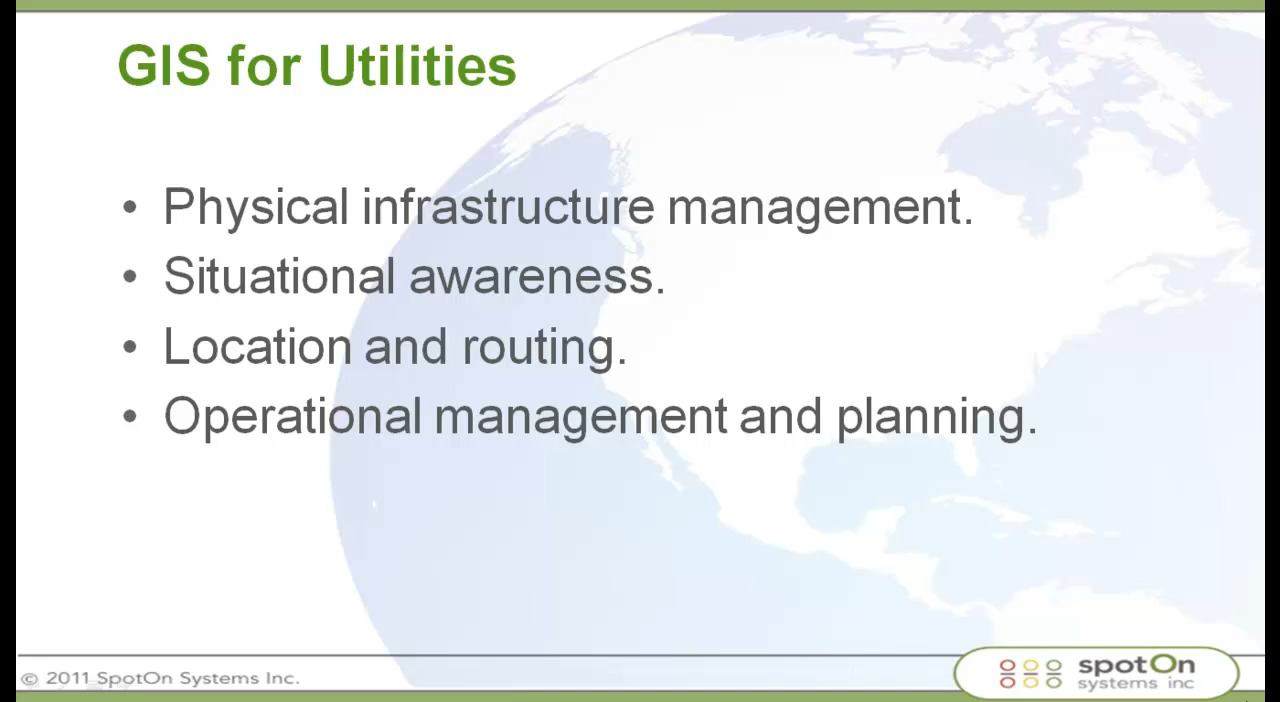 GIS for Utilities
• Physical infrastructure management.
• Situational awareness.
• Location and routing.
• Operational management and planning.
© 2011 SpotOn Systems Inc.
spotOn
systems inc